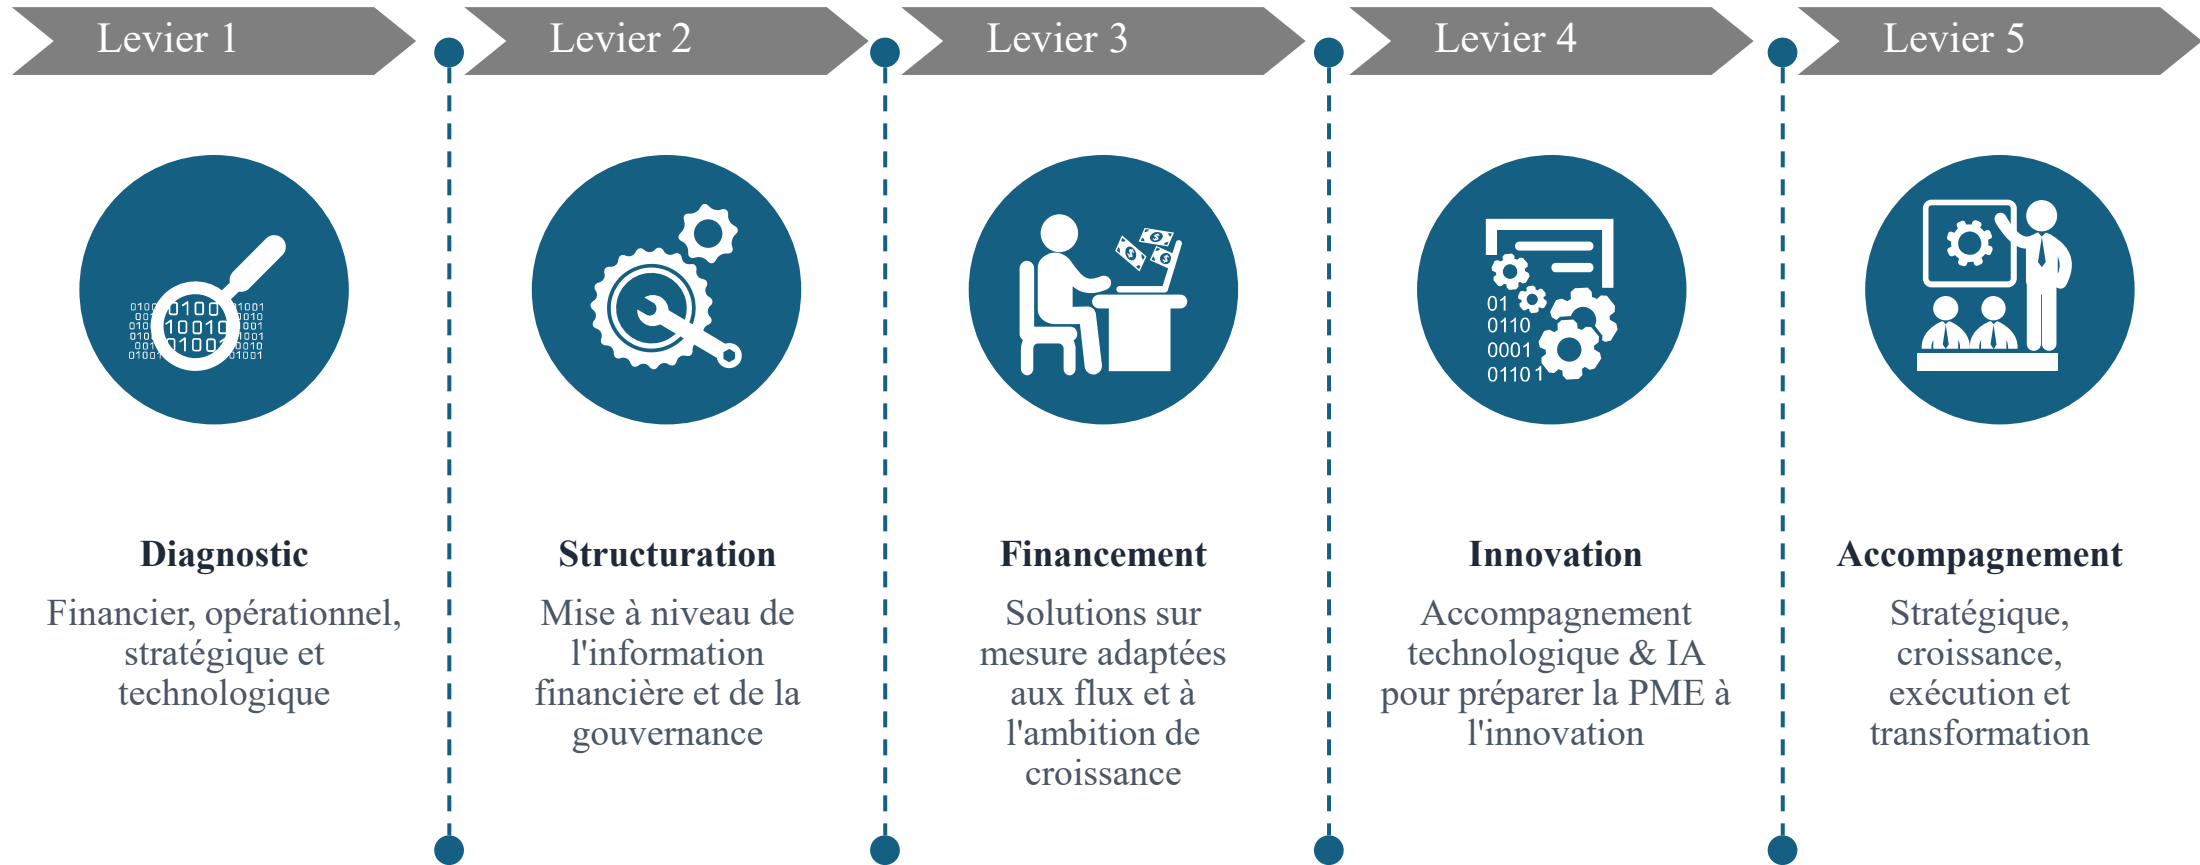 Levier 1
Levier 2
Levier 3
Levier 4
Levier 5
01
0110
0001
0110 1
Diagnostic
Financier, opérationnel,
stratégique et
technologique
Structuration
Mise à niveau de
l'information
financière et de la
gouvernance
Financement
Solutions sur
mesure adaptées
aux flux et à
l'ambition de
croissance
Innovation
Accompagnement
technologique & IA
pour préparer la PME à
l'innovation
Accompagnement
Stratégique,
croissance,
exécution et
transformation